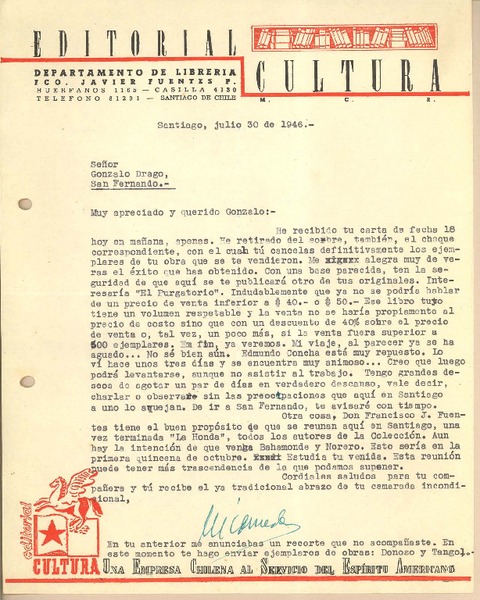 EDITORIAL
CULTURA
M. C. R.
DEPARTAMENTO DE LIBRERIA
FCO. JAVIER FUENTES P.
HUERFANOS 1165 — CASILLA 4130
TELEFONO 81291 — SANTIAGO DE CHILE
Santiago, julio 30 de 1946.-
Señor
Gonzalo Drago,
San Fernando.-
Muy apreciado y querido Gonzalo:-
He recibido tu carta de fecha 18
hoy en mañana, apenas. He retirado del sombre, también, el cheque
correspondiente, con el cual tú cancelas definitivamente los ejem-
plares de tu obra que se te vendieron. Me alegra muy de ve-
ras el éxito que has obtenido. Con una base parecida, ten la se-
guridad de que aquí se te publicará otro de tus originales. Inte-
resería "El Purgatorio". Indudablemente que ya no se podría hablar
de un precio de venta inferior a $ 40.- o $ 50.- Ese libro tuyo
tiene un volumen respetable y la venta no se haría propiamente al
precio de costo sino que con un descuento de 40% sobre el precio
de venta o, tal vez, un poco más, si la venta fuera superior a
500 ejemplares. En fin, ya veremos. Mi viaje, al parecer ya se ha
aguado... No sé bien aún. Edmundo Concha está muy repuesto. Lo
ví hace unos tres días y se encuentra muy animoso... Creo que luego
podrá levantarse, aunque no asistir al trabajo. Tengo grandes de-
seos de agotar un par de días en verdadero descanso, vale decir,
charlar o observar sin las preocupaciones que aquí en Santiago
a uno lo aquejan. De ir a San Fernando, te avisaré con tiempo.
Otra cosa, Don Francisco J. Fuen-
tes tiene el buen propósito de que se reunan aquí en Santiago, una
vez terminada "La Honda", todos los autores de la Colección. Aun
hay la intención de que venga Bahamonde y Norero. Esto sería en la
primera quincena de octubre. Estudia tu venida. Esta reunión
puede tener más trascendencia de la que podamos suponer.
Cordiales saludos para tu com-
pañera y tú recibe el ya tradicional abrazo de tu camarada incondi-
cional,
En tu anterior me anunciabas un recorte que no acompañaste. En
este momento te hago enviar ejemplares de obras: Donoso y Tangol.-
editorial
CULTURA
UNA EMPRESA CHILENA AL SERVICIO DEL ESPÍRITU AMERICANO